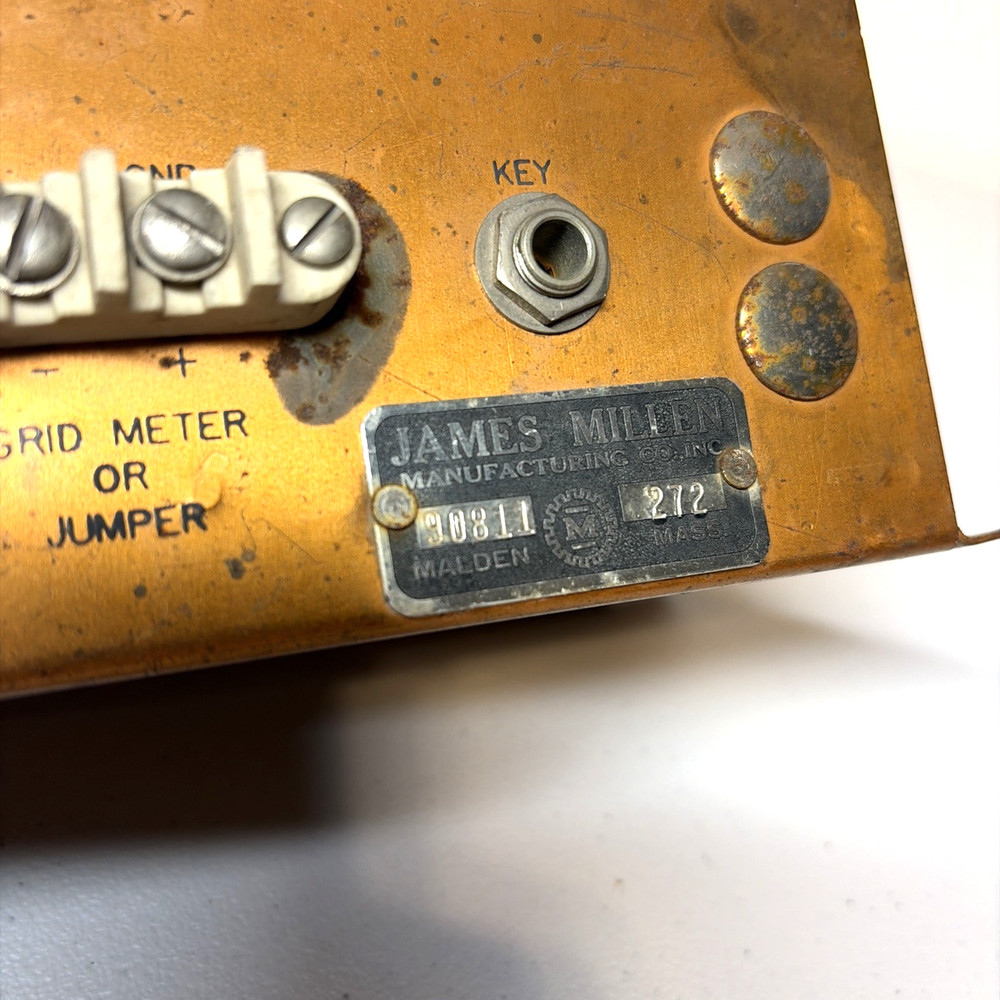 GND
KEY
- +
GRID METER
OR
JUMPER
JAMES MILLEN
MANUFACTURING CO., INC.
90811 M 272
MALDEN MASS.